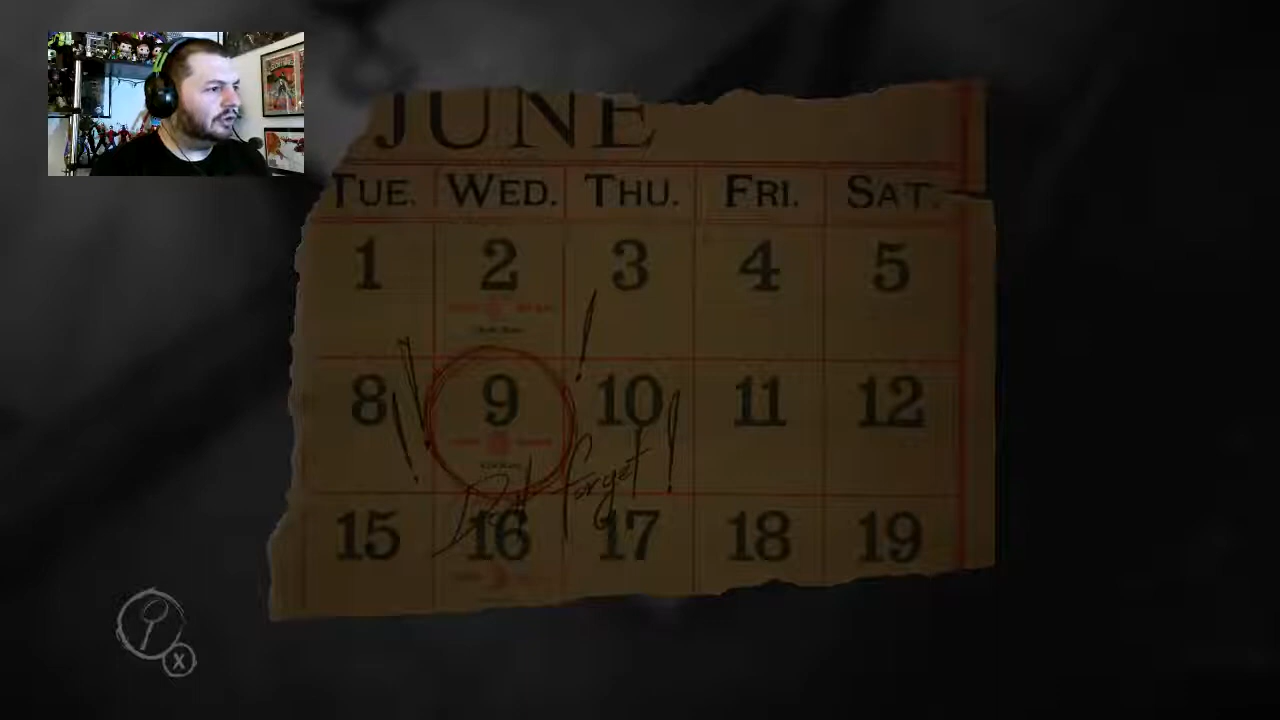 JUNE
TUE. WED. THU. FRI. SAT.
1 2 3 4 5
8 9 10 11 12
Don't forget!
15 16 17 18 19
X